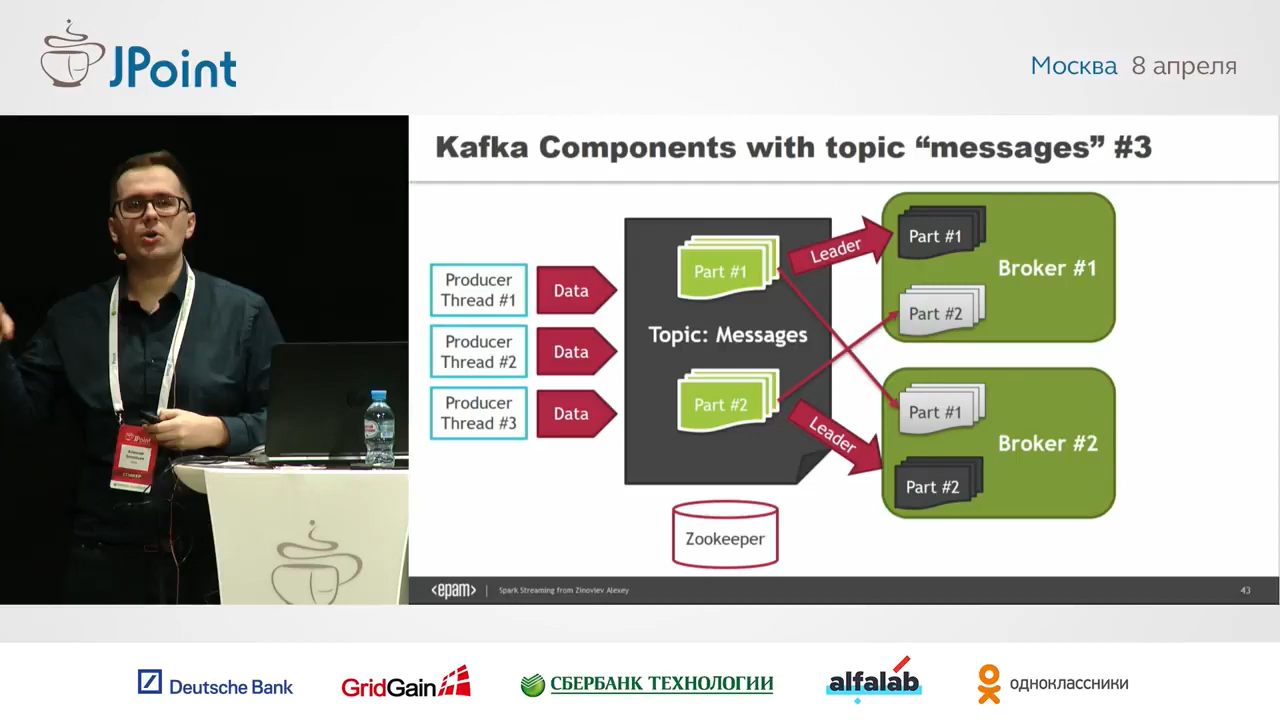 JPoint
Москва 8 апреля
Kafka Components with topic “messages” #3
Producer
Thread #1
Data
Producer
Thread #2
Data
Producer
Thread #3
Data
Part #1
Topic: Messages
Part #2
Leader
Leader
Part #1
Broker #1
Part #2
Part #1
Broker #2
Part #2
Zookeeper
<epam> | Spark Streaming from Zinoviev Alexey
43
JPoint
Deutsche Bank
GridGain
СБЕРБАНК ТЕХНОЛОГИИ
alfalab
одноклассники